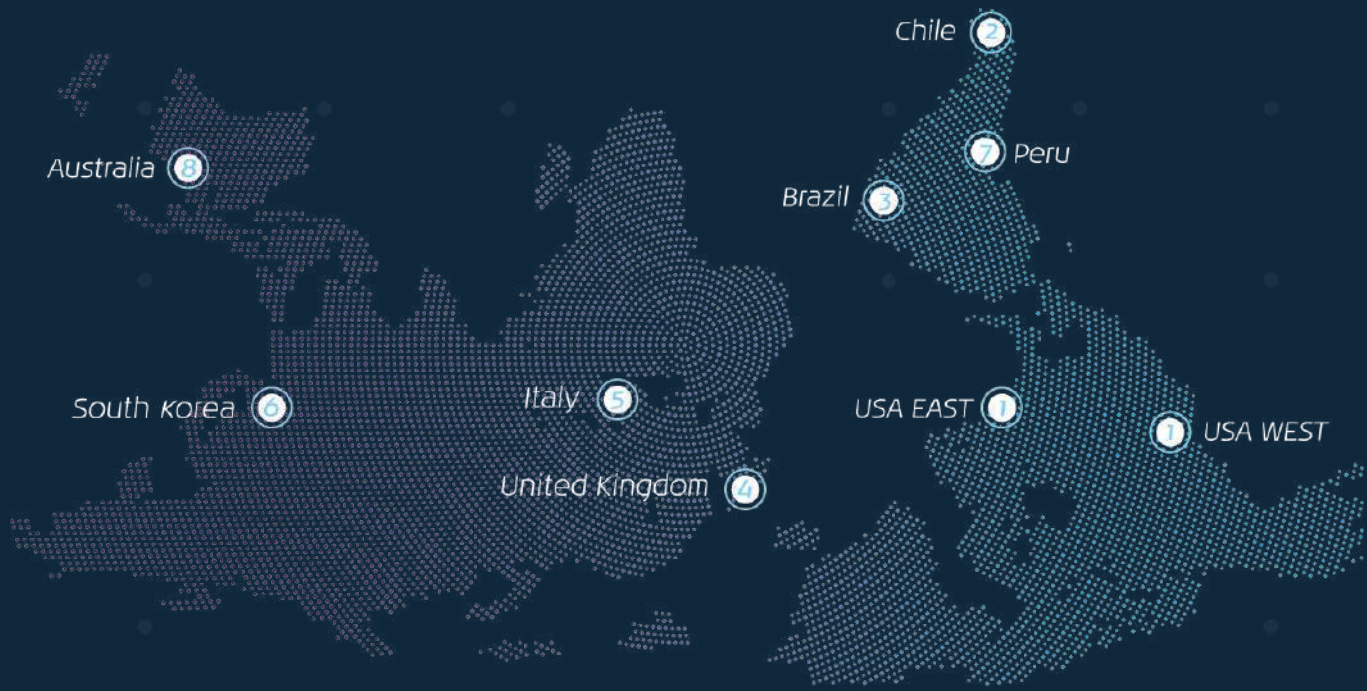 Chile 2
Australia 8
7 Peru
Brazil 3
South Korea 6
Italy 5
USA EAST 1
1 USA WEST
United Kingdom 4